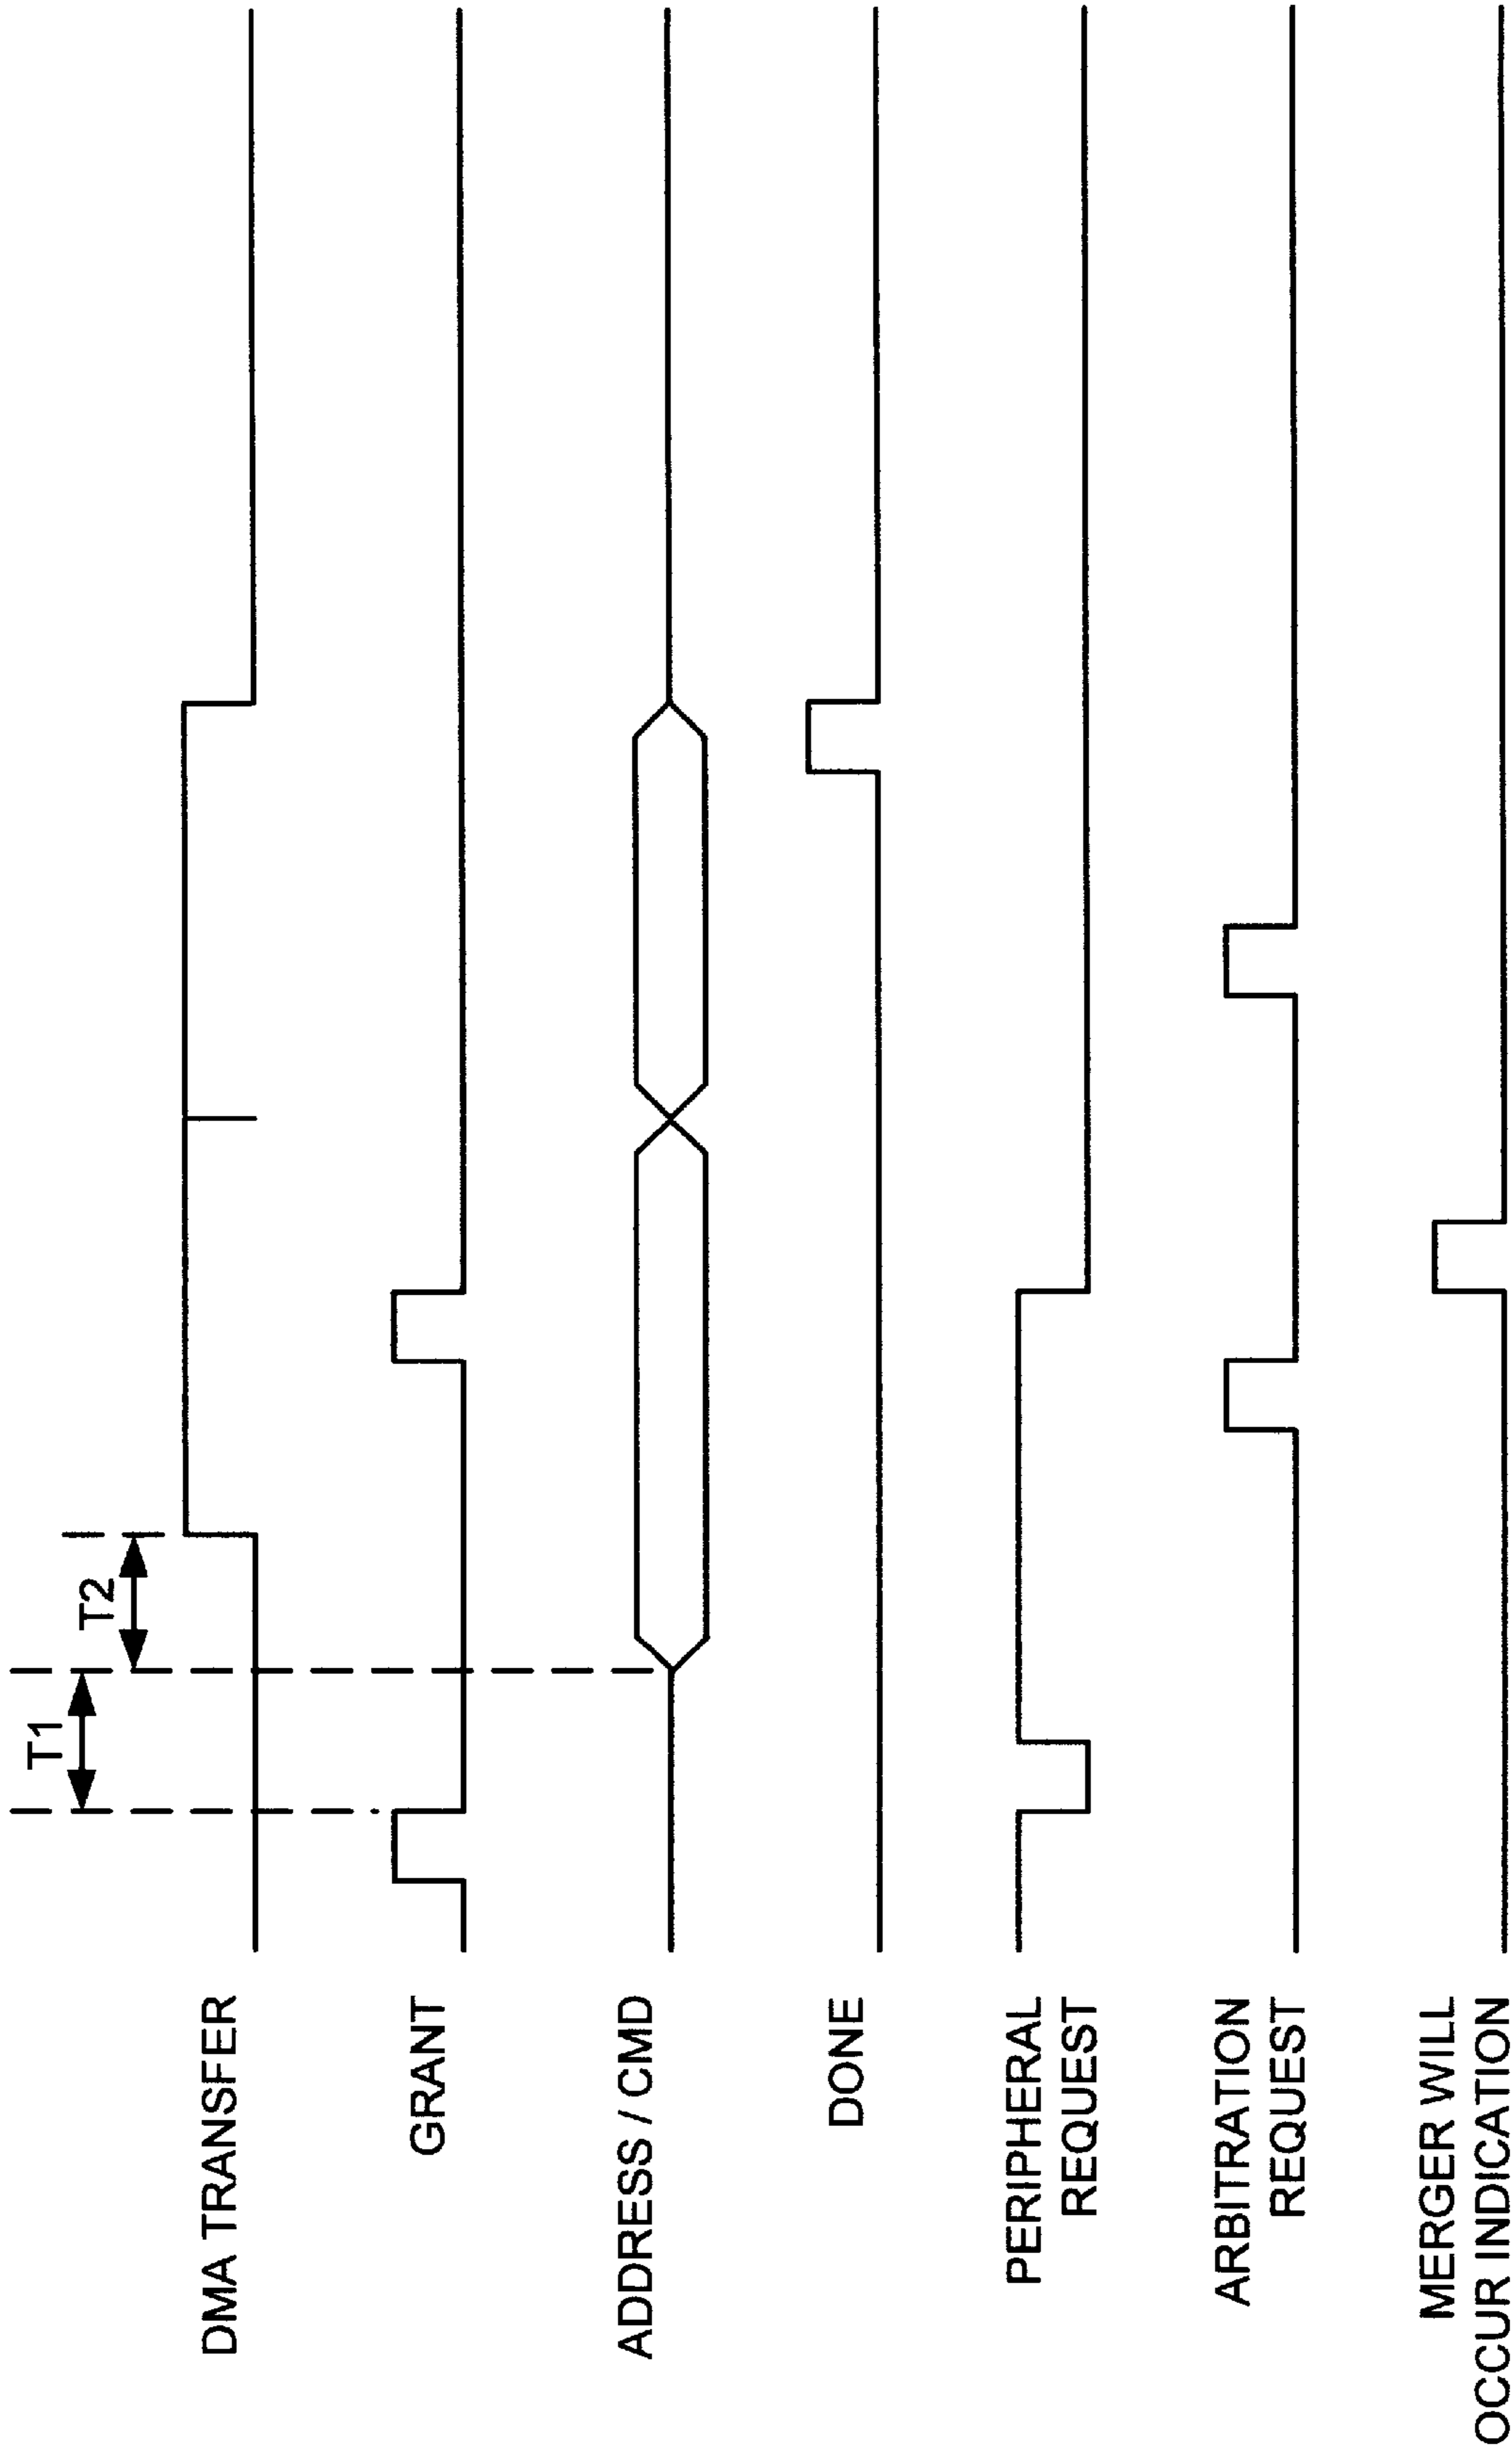 T1
T2
DMA TRANSFER
GRANT
ADDRESS / CMD
DONE
PERIPHERAL
REQUEST
ARBITRATION
REQUEST
MERGER WILL
OCCUR INDICATION